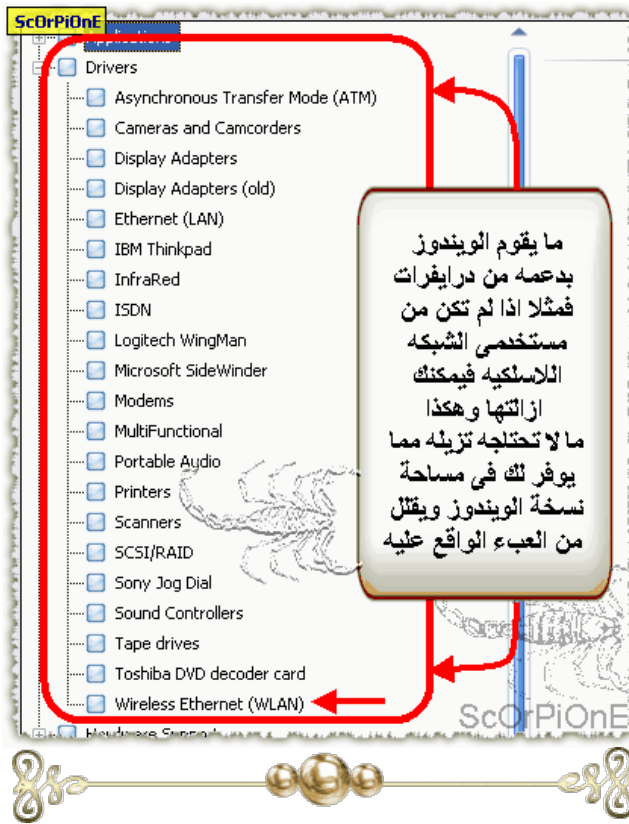 ScOrPiOnE
Applications
Drivers
Asynchronous Transfer Mode (ATM)
Cameras and Camcorders
Display Adapters
Display Adapters (old)
Ethernet (LAN)
IBM Thinkpad
InfraRed
ISDN
Logitech WingMan
Microsoft SideWinder
Modems
MultiFunctional
Portable Audio
Printers
Scanners
SCSI/RAID
Sony Jog Dial
Sound Controllers
Tape drives
Toshiba DVD decoder card
Wireless Ethernet (WLAN)
Hardware Support
ما يقوم الويندوز
بدعمه من درايفرات
فمثلا اذا لم تكن من
مستخدمى الشبكه
اللاسلكيه فيمكنك
ازالتها وهكذا
ما لا تحتاجه تزيله مما
يوفر لك فى مساحة
نسخة الويندوز ويقلل
من العبء الواقع عليه
ScOrPiOnE